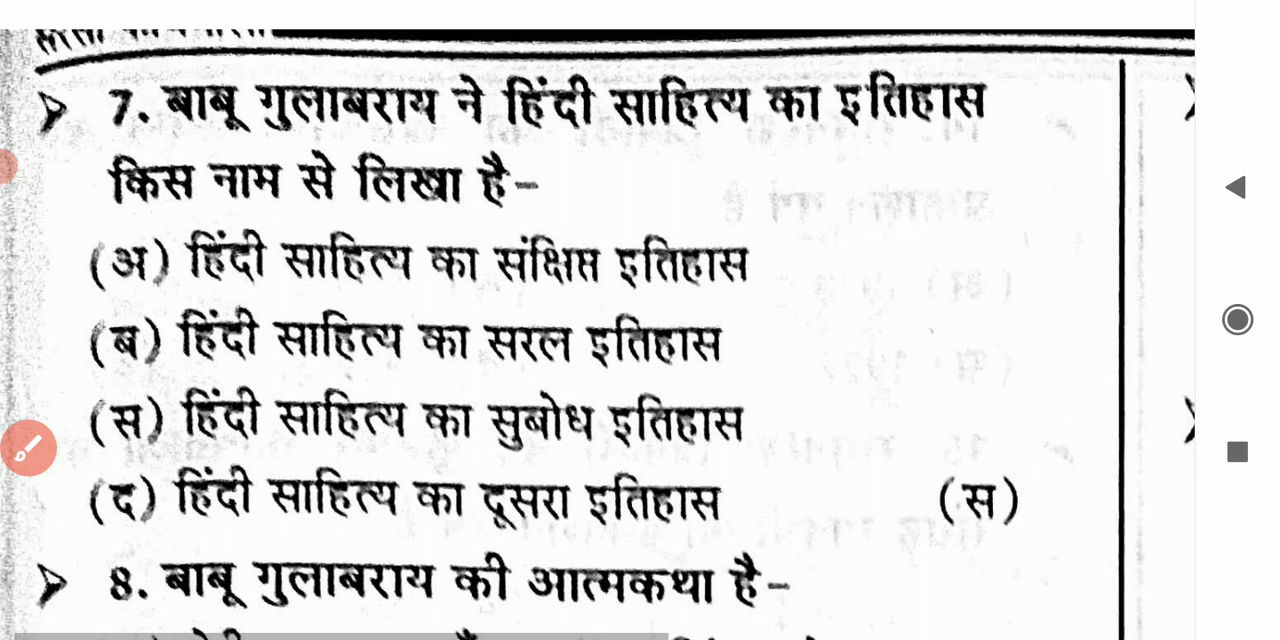 7. बाबू गुलाबराय ने हिंदी साहित्य का इतिहास
किस नाम से लिखा है-
(अ) हिंदी साहित्य का संक्षिप्त इतिहास
(ब) हिंदी साहित्य का सरल इतिहास
(स) हिंदी साहित्य का सुबोध इतिहास
(द) हिंदी साहित्य का दूसरा इतिहास (स)
8. बाबू गुलाबराय की आत्मकथा है-